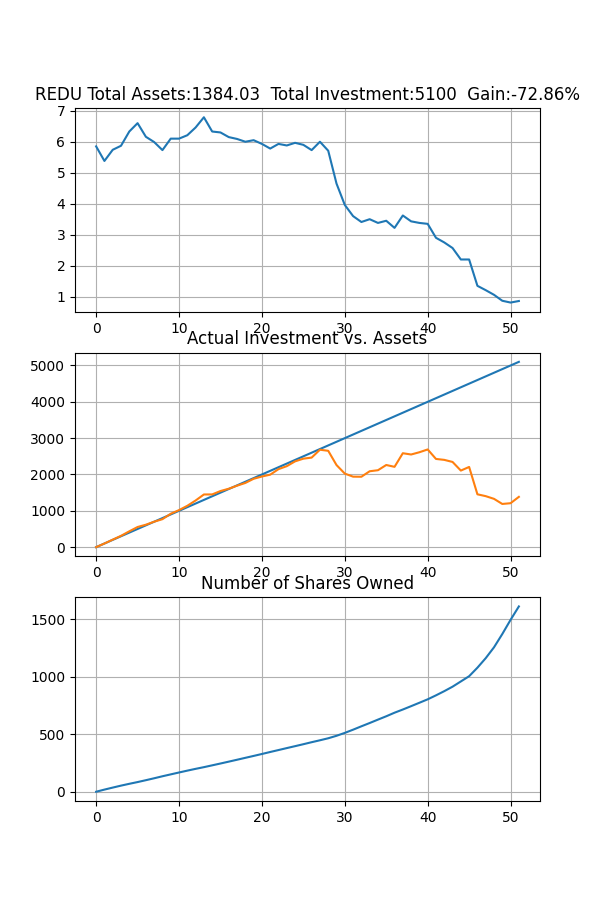 REDU Total Assets:1384.03  Total Investment:5100  Gain:-72.86%
7
6
5
4
3
2
1
0 10 20 30 40 50
Actual Investment vs. Assets
5000
4000
3000
2000
1000
0
0 10 20 30 40 50
Number of Shares Owned
1500
1000
500
0
0 10 20 30 40 50